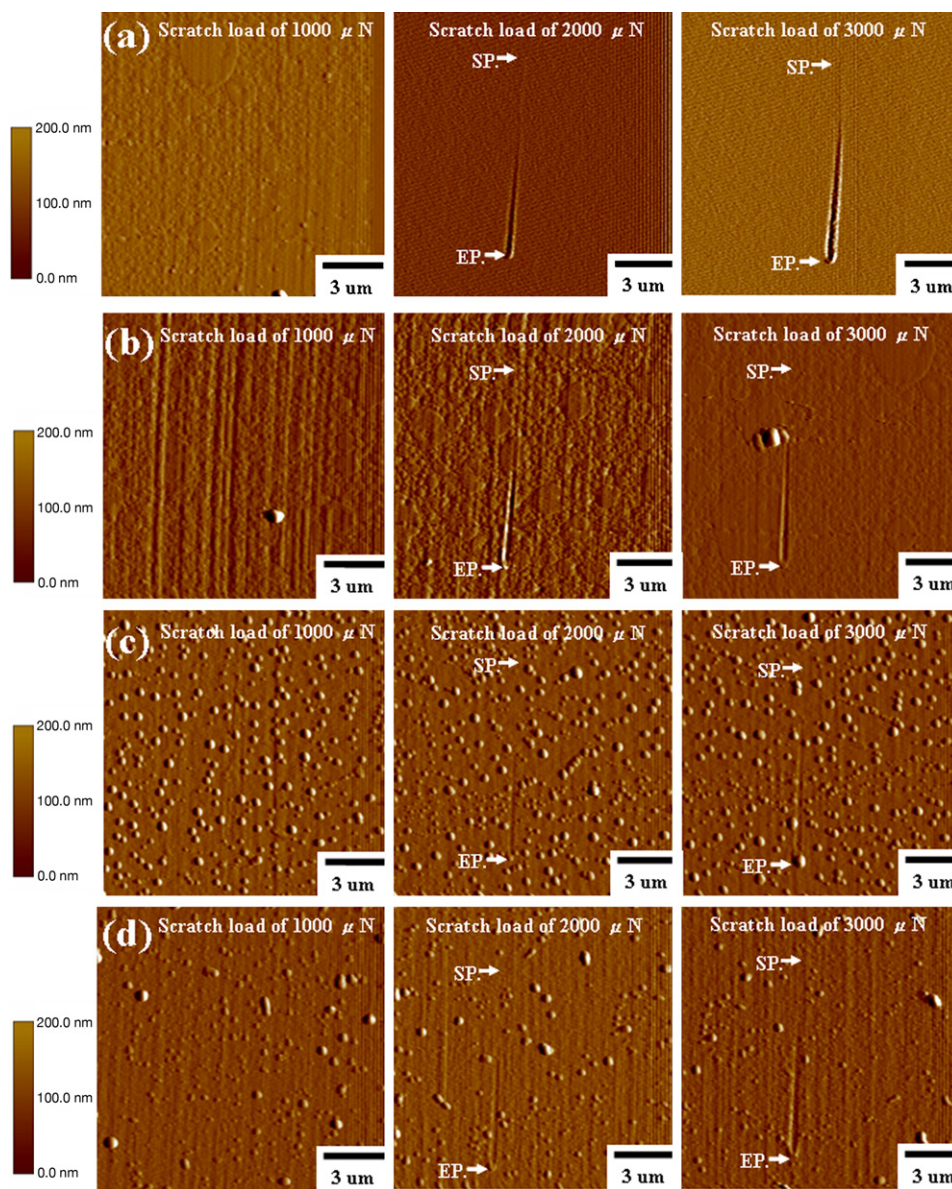 (a) Scratch load of 1000 μ N Scratch load of 2000 μ N Scratch load of 3000 μ N
SP. SP.
200.0 nm
100.0 nm
0.0 nm
EP. EP.
3 um 3 um 3 um
(b) Scratch load of 1000 μ N Scratch load of 2000 μ N Scratch load of 3000 μ N
SP. SP.
200.0 nm
100.0 nm
0.0 nm
EP. EP.
3 um 3 um 3 um
(c) Scratch load of 1000 μ N Scratch load of 2000 μ N Scratch load of 3000 μ N
SP. SP.
200.0 nm
100.0 nm
0.0 nm
EP. EP.
3 um 3 um 3 um
(d) Scratch load of 1000 μ N Scratch load of 2000 μ N Scratch load of 3000 μ N
SP. SP.
200.0 nm
100.0 nm
0.0 nm
EP. EP.
3 um 3 um 3 um